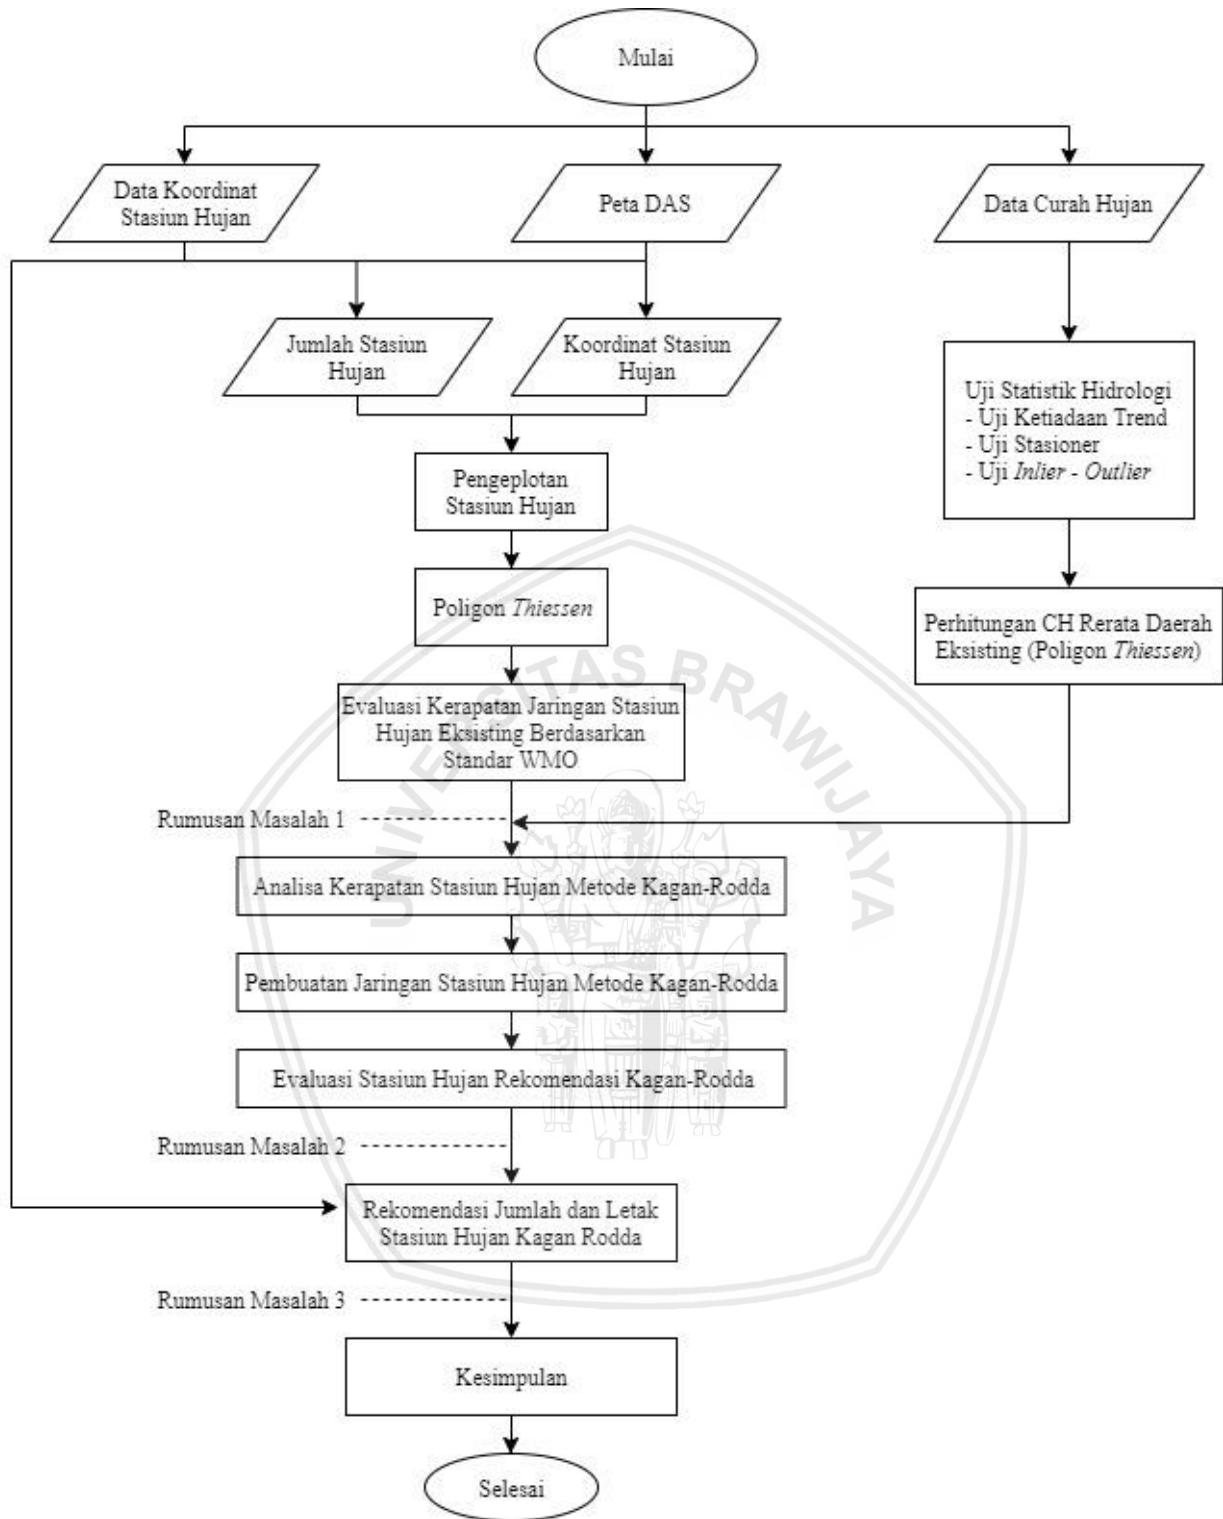 Mulai
Data Koordinat
Stasiun Hujan
Peta DAS
Data Curah Hujan
Jumlah Stasiun
Hujan
Koordinat Stasiun
Hujan
Uji Statistik Hidrologi
- Uji Ketiadaan Trend
- Uji Stasioner
- Uji Inlier - Outlier
Pengeplotan
Stasiun Hujan
Poligon Thiessen
Perhitungan CH Rerata Daerah
Eksisting (Poligon Thiessen)
UNIVERSITAS BRAWIJAYA
Evaluasi Kerapatan Jaringan Stasiun
Hujan Eksisting Berdasarkan
Standar WMO
Rumusan Masalah 1
Analisa Kerapatan Stasiun Hujan Metode Kagan-Rodda
Pembuatan Jaringan Stasiun Hujan Metode Kagan-Rodda
Evaluasi Stasiun Hujan Rekomendasi Kagan-Rodda
Rumusan Masalah 2
Rekomendasi Jumlah dan Letak
Stasiun Hujan Kagan Rodda
Rumusan Masalah 3
Kesimpulan
Selesai